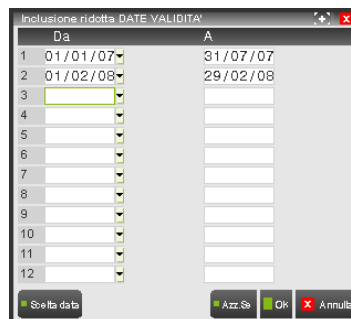 Inclusione ridotta DATE VALIDITA' [+] X
Da A
1 01/01/07 31/07/07
2 01/02/08 29/02/08
3
4
5
6
7
8
9
10
11
12
Scelta data Azz.Se Ok X Annulla